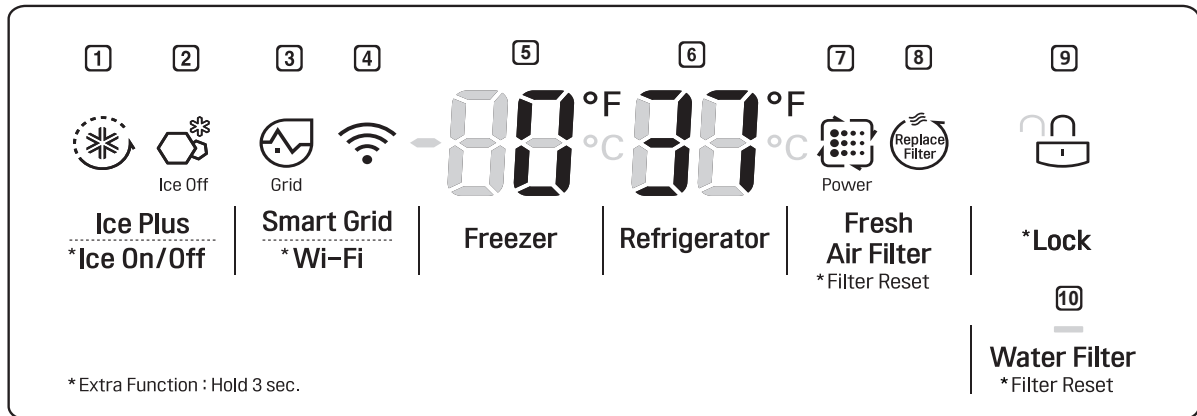 1 2 3 4 5 6 7 8 9
0 °F 37 °F
°C °C
Replace
Filter
Ice Off Grid Power
Ice Plus Smart Grid Freezer Refrigerator Fresh
Air Filter
*Ice On/Off *Wi-Fi *Lock
*Filter Reset
10
Water Filter
*Filter Reset
*Extra Function : Hold 3 sec.